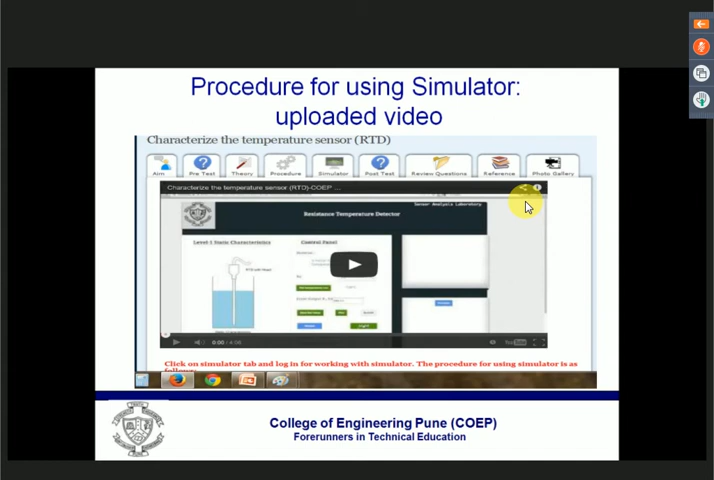 Procedure for using Simulator:
uploaded video
Characterize the temperature sensor (RTD)
Aim Pre Test Theory Procedure Simulator Post Test Review Questions Reference Photo Gallery
Characterize the temperature sensor (RTD)-COEP ...
Sensor Analysis Laboratory
Resistance Temperature Detector
Level-1 Static Characteristics
Control Panel
0:00 / 4:56
YouTube
Click on simulator tab and log in for working with simulator. The procedure for using simulator is as
follows:
College of Engineering Pune (COEP)
Forerunners in Technical Education